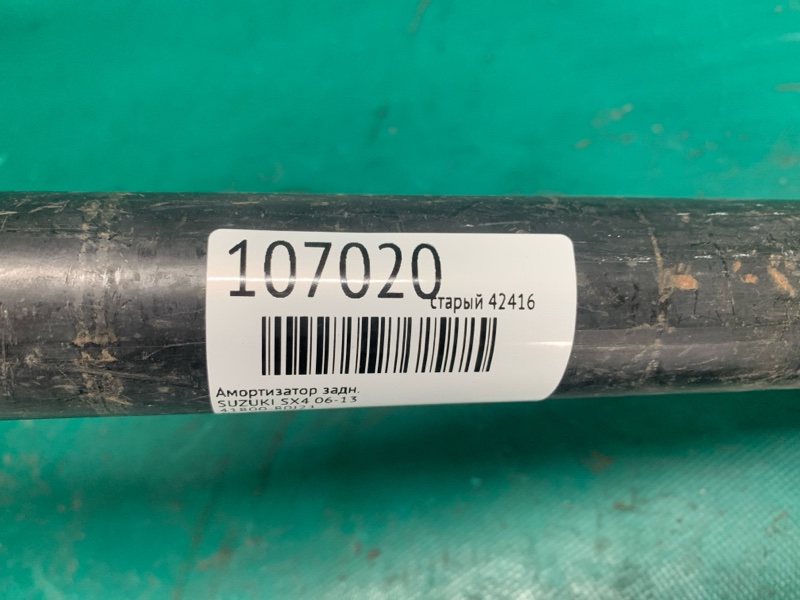 107020
старый 42416
Амортизатор задн.
SUZUKI SX4 06-13